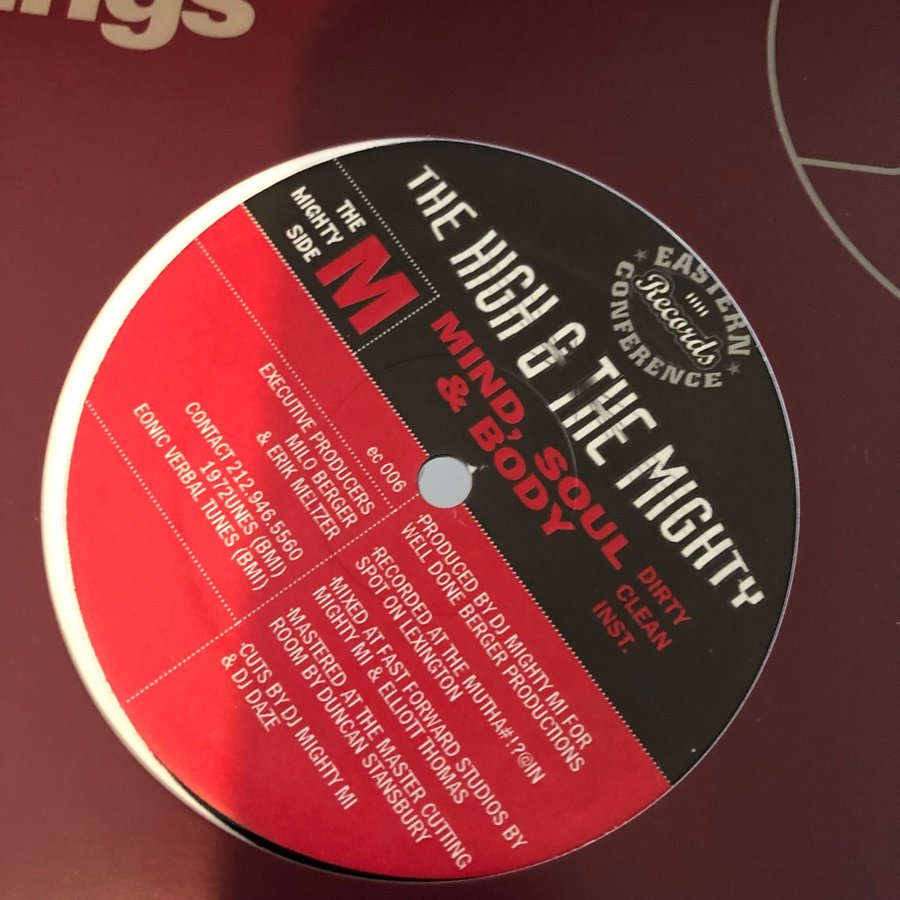 THE HIGH & THE MIGHTY
EASTERN
Records
CONFERENCE
THE
MIGHTY
SIDE
M
MIND, SOUL
& BODY
DIRTY
CLEAN
INST.
ec 006
EXECUTIVE PRODUCERS
MILO BERGER
& ERIK MELTZER
CONTACT 212.946.5560
1972UNES (BMI)
EONIC VERBAL TUNES (BMI)
PRODUCED BY DJ MIGHTY MI FOR
WELL DONE BERGER PRODUCTIONS
·RECORDED AT THE MUTHA#!?@IN
SPOT ON LEXINGTON
·MIXED AT FAST FORWARD STUDIOS BY
MIGHTY MI & ELLIOTT THOMAS
·MASTERED AT THE MASTER CUTTING
ROOM BY DUNCAN STANSBURY
·CUTS BY DJ MIGHTY MI
& DJ DAZE